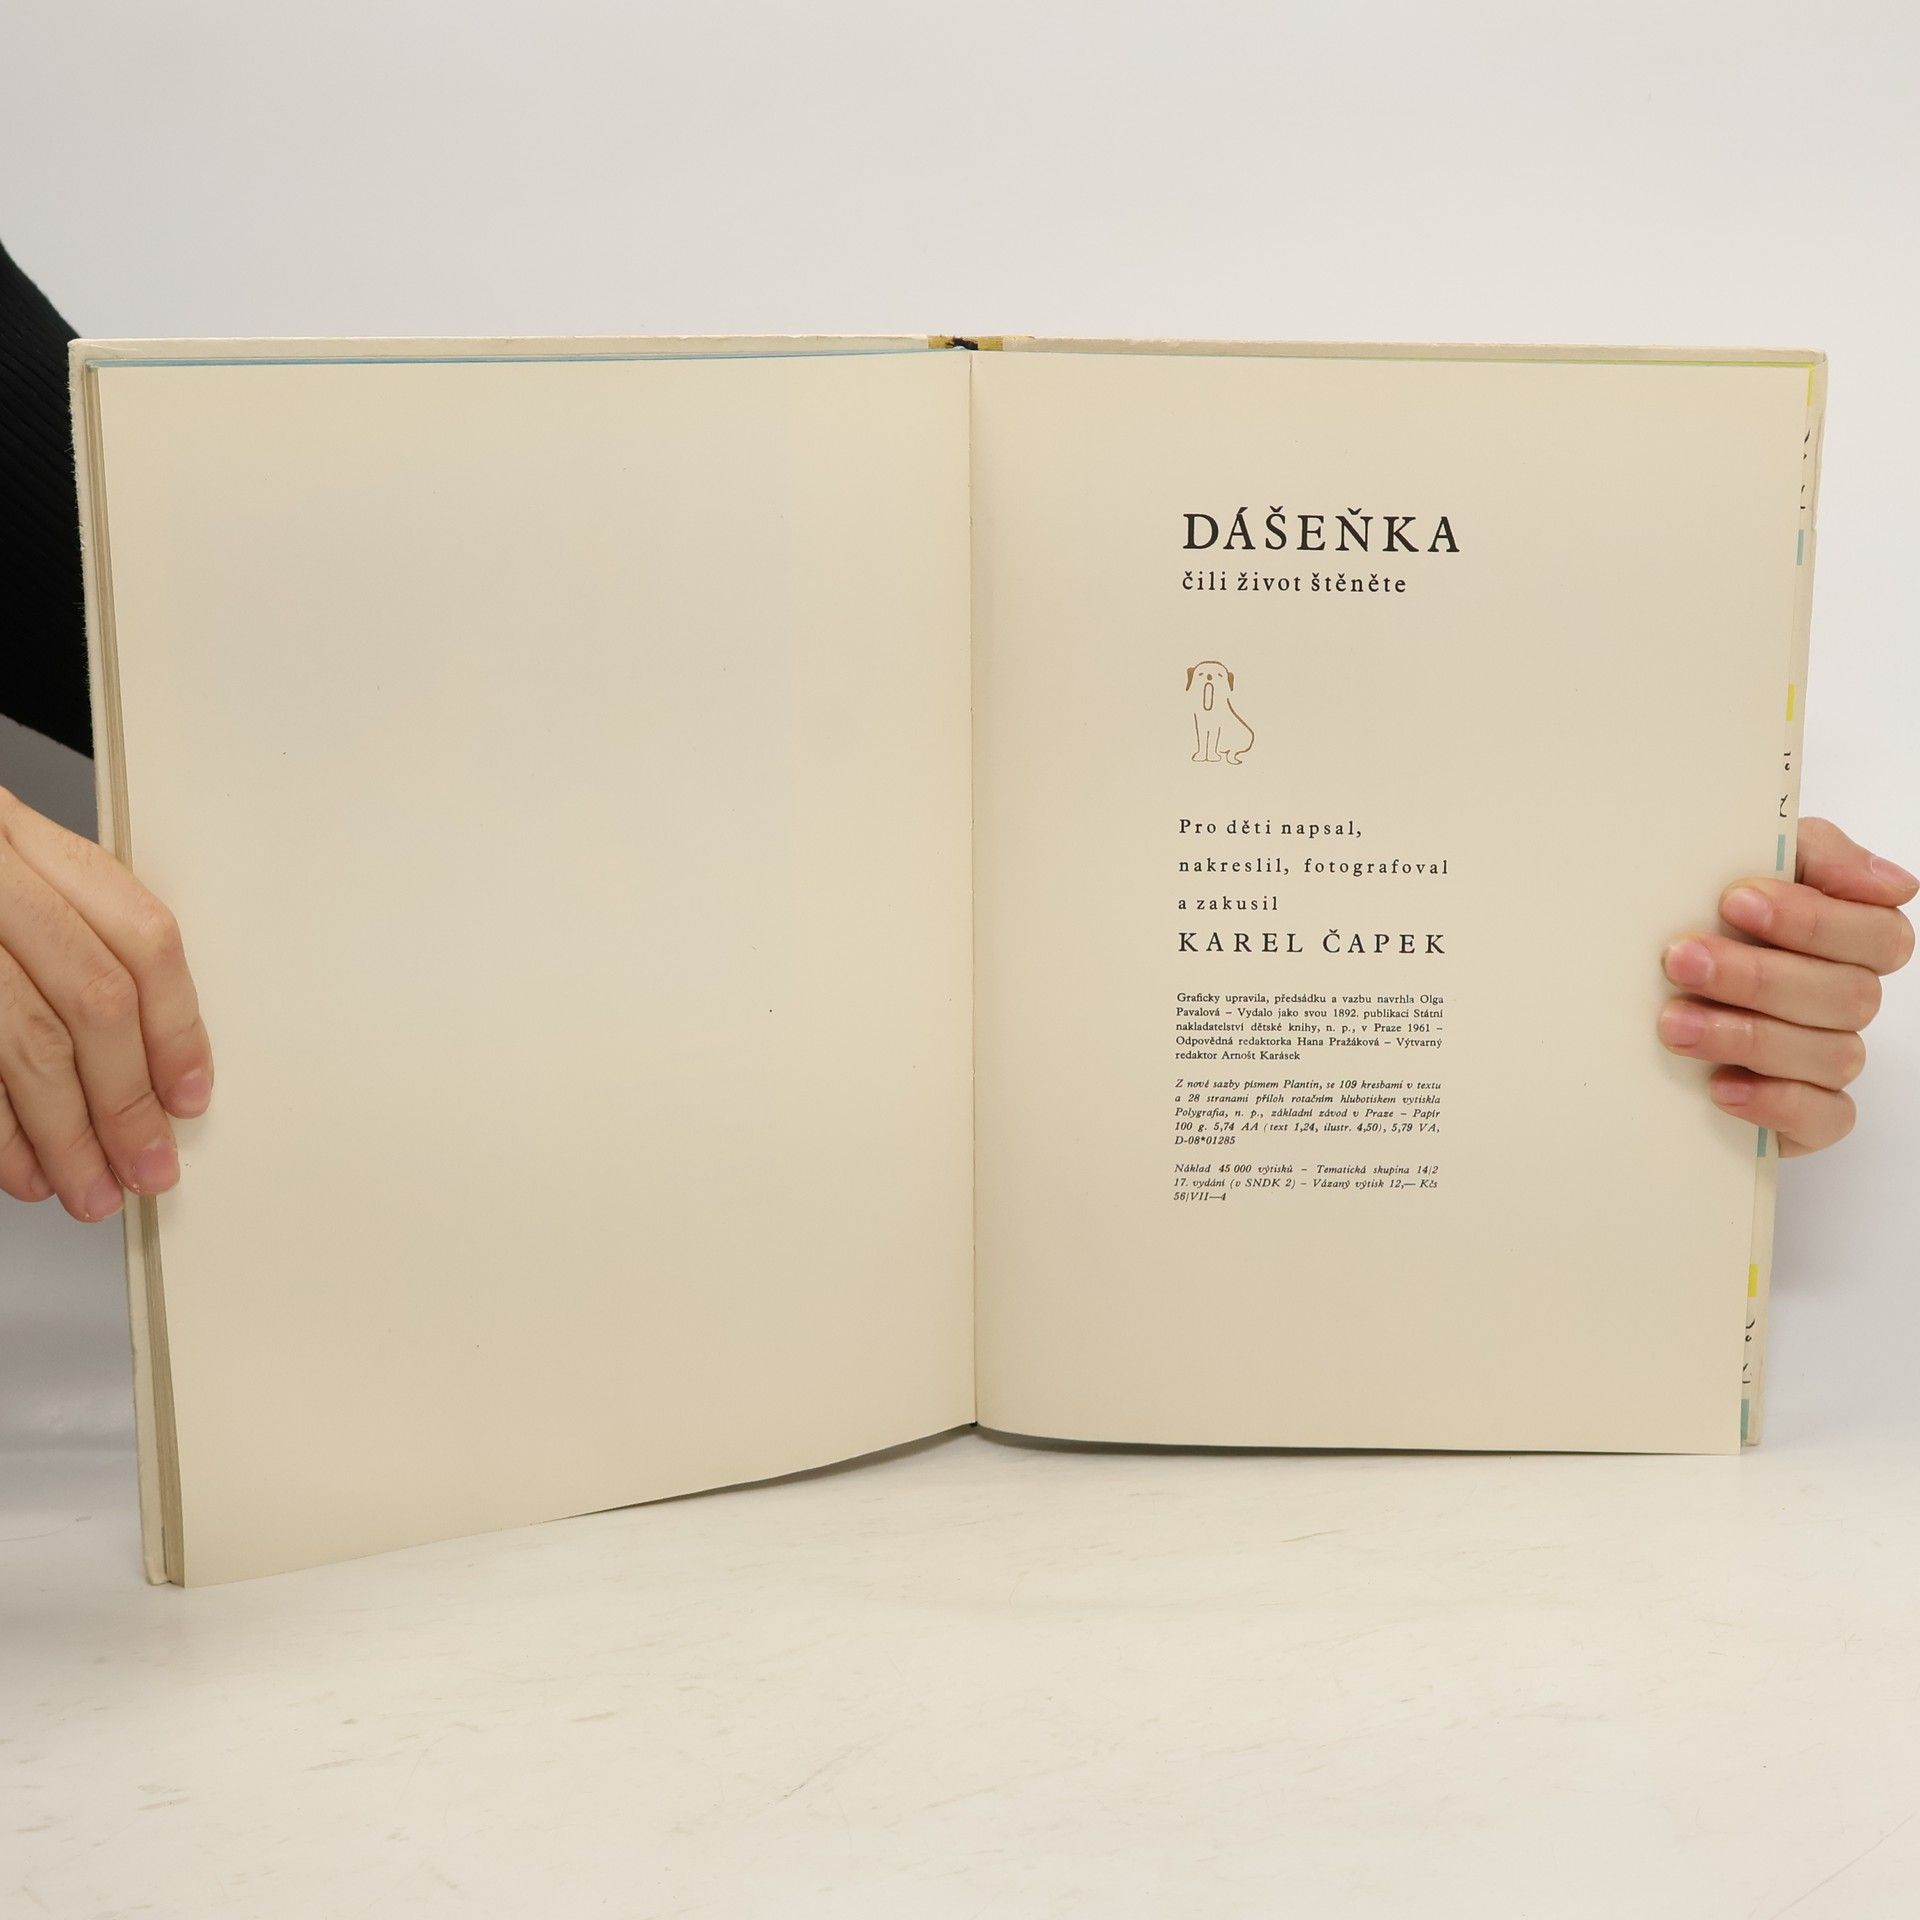 DÁŠEŇKA
čili život štěněte
Pro děti napsal,
nakreslil, fotografoval
a zakusil
KAREL ČAPEK
Graficky upravila, předsádku a vazbu navrhla Olga
Pavalová – Vydalo jako svou 1892. publikaci Státní
nakladatelství dětské knihy, n. p., v Praze 1961 –
Odpovědná redaktorka Hana Pražáková – Výtvarný
redaktor Arnošt Karásek
Z nové sazby písmem Plantin, se 109 kresbami v textu
a 28 stranami příloh rotačním hlubotiskem vytiskla
Polygrafia, n. p., základní závod v Praze – Papír
100 g. 5,74 AA (text 1,24, ilustr. 4,50), 5,79 VA,
D-08*01285
Náklad 45 000 výtisků – Tematická skupina 14/2
17. vydání (v SNDK 2) – Vázaný výtisk 12,— Kčs
56/VII—4